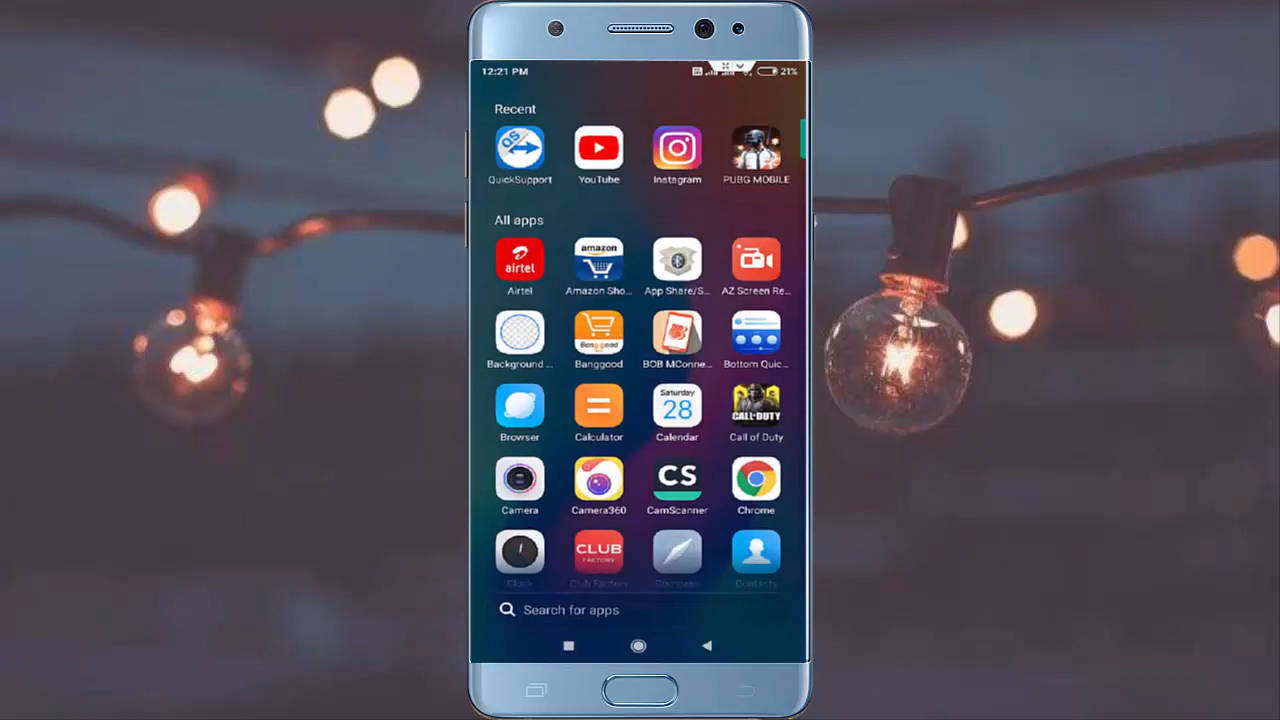 12:21 PM 21%
Recent
QS
QuickSupport YouTube Instagram PUBG MOBILE
All apps
airtel amazon
Airtel Amazon Sho... App Share/S... AZ Screen Re...
Banggood
Background ... Banggood BOB MConne... Bottom Quic...
Saturday
28 CALL OF DUTY
Browser Calculator Calendar Call of Duty
CS
Camera Camera360 CamScanner Chrome
CLUB
FACTORY
Clock Club Factory Compass Contacts
Search for apps